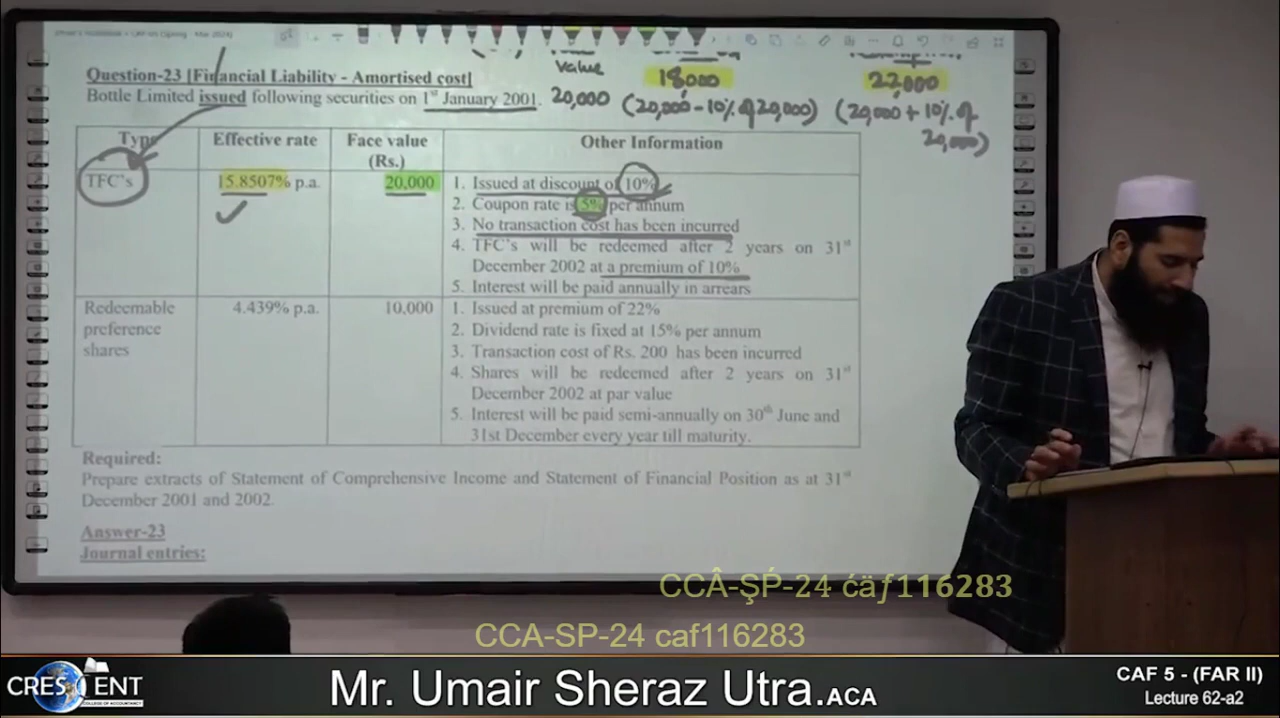 Value
18000
22,000
Question-23 [Financial Liability - Amortised cost]
Bottle Limited issued following securities on 1st January 2001. 20,000 (20,000 - 10% of 20,000) (20,000 + 10% of 20,000)
Type
Effective rate
Face value (Rs.)
Other Information
TFC's
15.8507% p.a.
20,000
1. Issued at discount of 10%
2. Coupon rate is 5% per annum
3. No transaction cost has been incurred
4. TFC's will be redeemed after 2 years on 31st
December 2002 at a premium of 10%
5. Interest will be paid annually in arrears
Redeemable
preference
shares
4.439% p.a.
10,000
1. Issued at premium of 22%
2. Dividend rate is fixed at 15% per annum
3. Transaction cost of Rs. 200 has been incurred
4. Shares will be redeemed after 2 years on 31st
December 2002 at par value
5. Interest will be paid semi-annually on 30th June and
31st December every year till maturity.
Required:
Prepare extracts of Statement of Comprehensive Income and Statement of Financial Position as at 31st
December 2001 and 2002.
Answer-23
Journal entries:
CCÂ-ŞṔ-24 ćäƒ116283
CCA-SP-24 caf116283
CRESCENT
COLLEGE OF ACCOUNTANCY
Mr. Umair Sheraz Utra.ACA
CAF 5 - (FAR II)
Lecture 62-a2